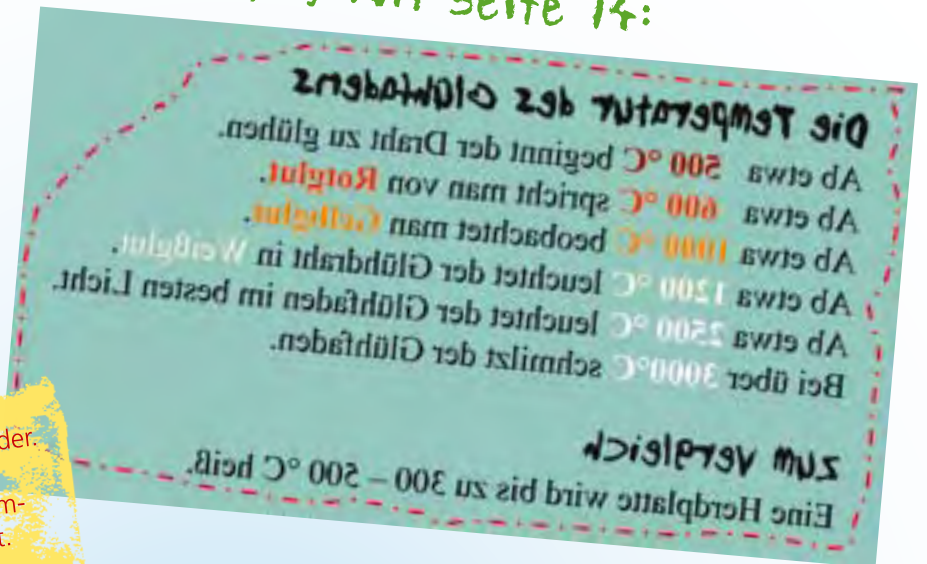 Seite 14:
Die Temperatur des Glühfadens
Ab etwa 500 °C beginnt der Draht zu glühen.
Ab etwa 600 °C spricht man von Rotglut.
Ab etwa 1000 °C beobachtet man Gelbglut.
Ab etwa 1200 °C leuchtet der Glühdraht in Weißglut.
Ab etwa 2500 °C leuchtet der Glühfaden im besten Licht.
Bei über 3000°C schmilzt der Glühfaden.
Zum Vergleich
Eine Herdplatte wird bis zu 300 – 500 °C heiß.